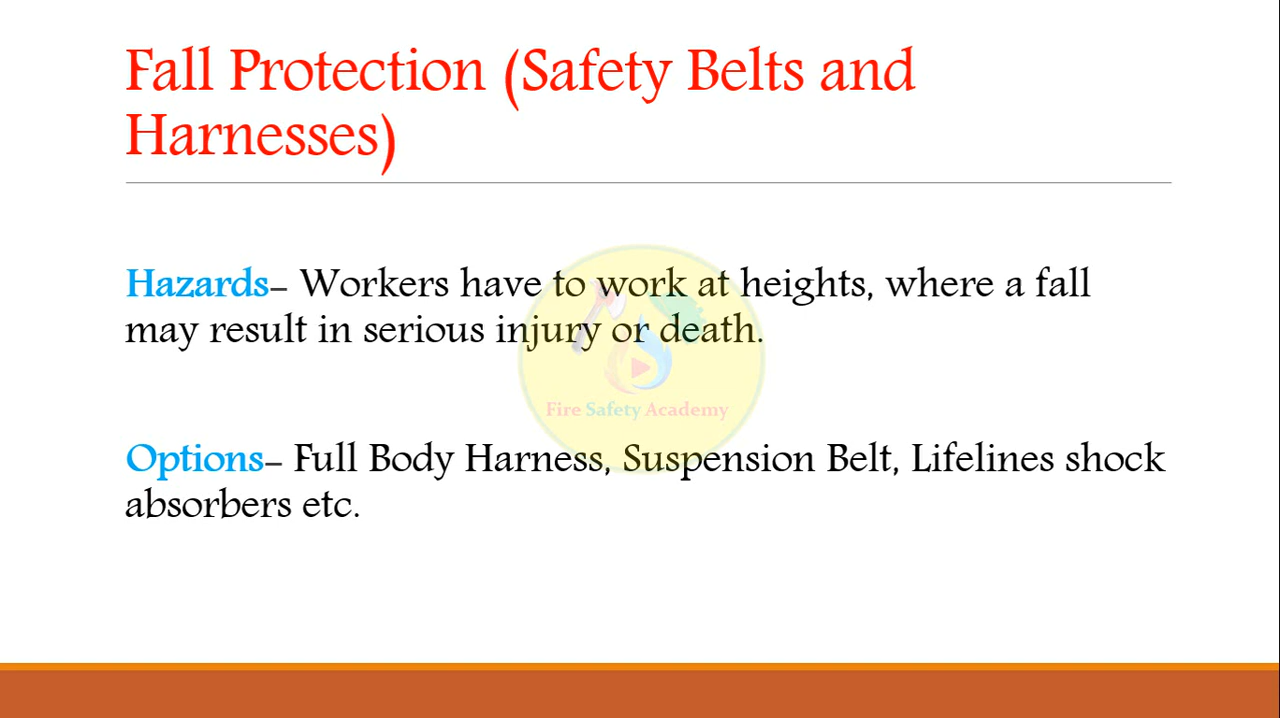 Fall Protection (Safety Belts and
Harnesses)
Hazards– Workers have to work at heights, where a fall
may result in serious injury or death.
Fire Safety Academy
Options– Full Body Harness, Suspension Belt, Lifelines shock
absorbers etc.